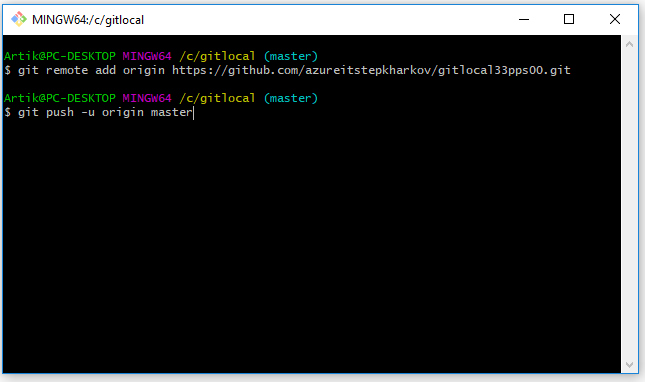 MINGW64:/c/gitlocal
Artik@PC-DESKTOP MINGW64 /c/gitlocal (master)
$ git remote add origin https://github.com/azureitstepkharkov/gitlocal33pps00.git
Artik@PC-DESKTOP MINGW64 /c/gitlocal (master)
$ git push -u origin master